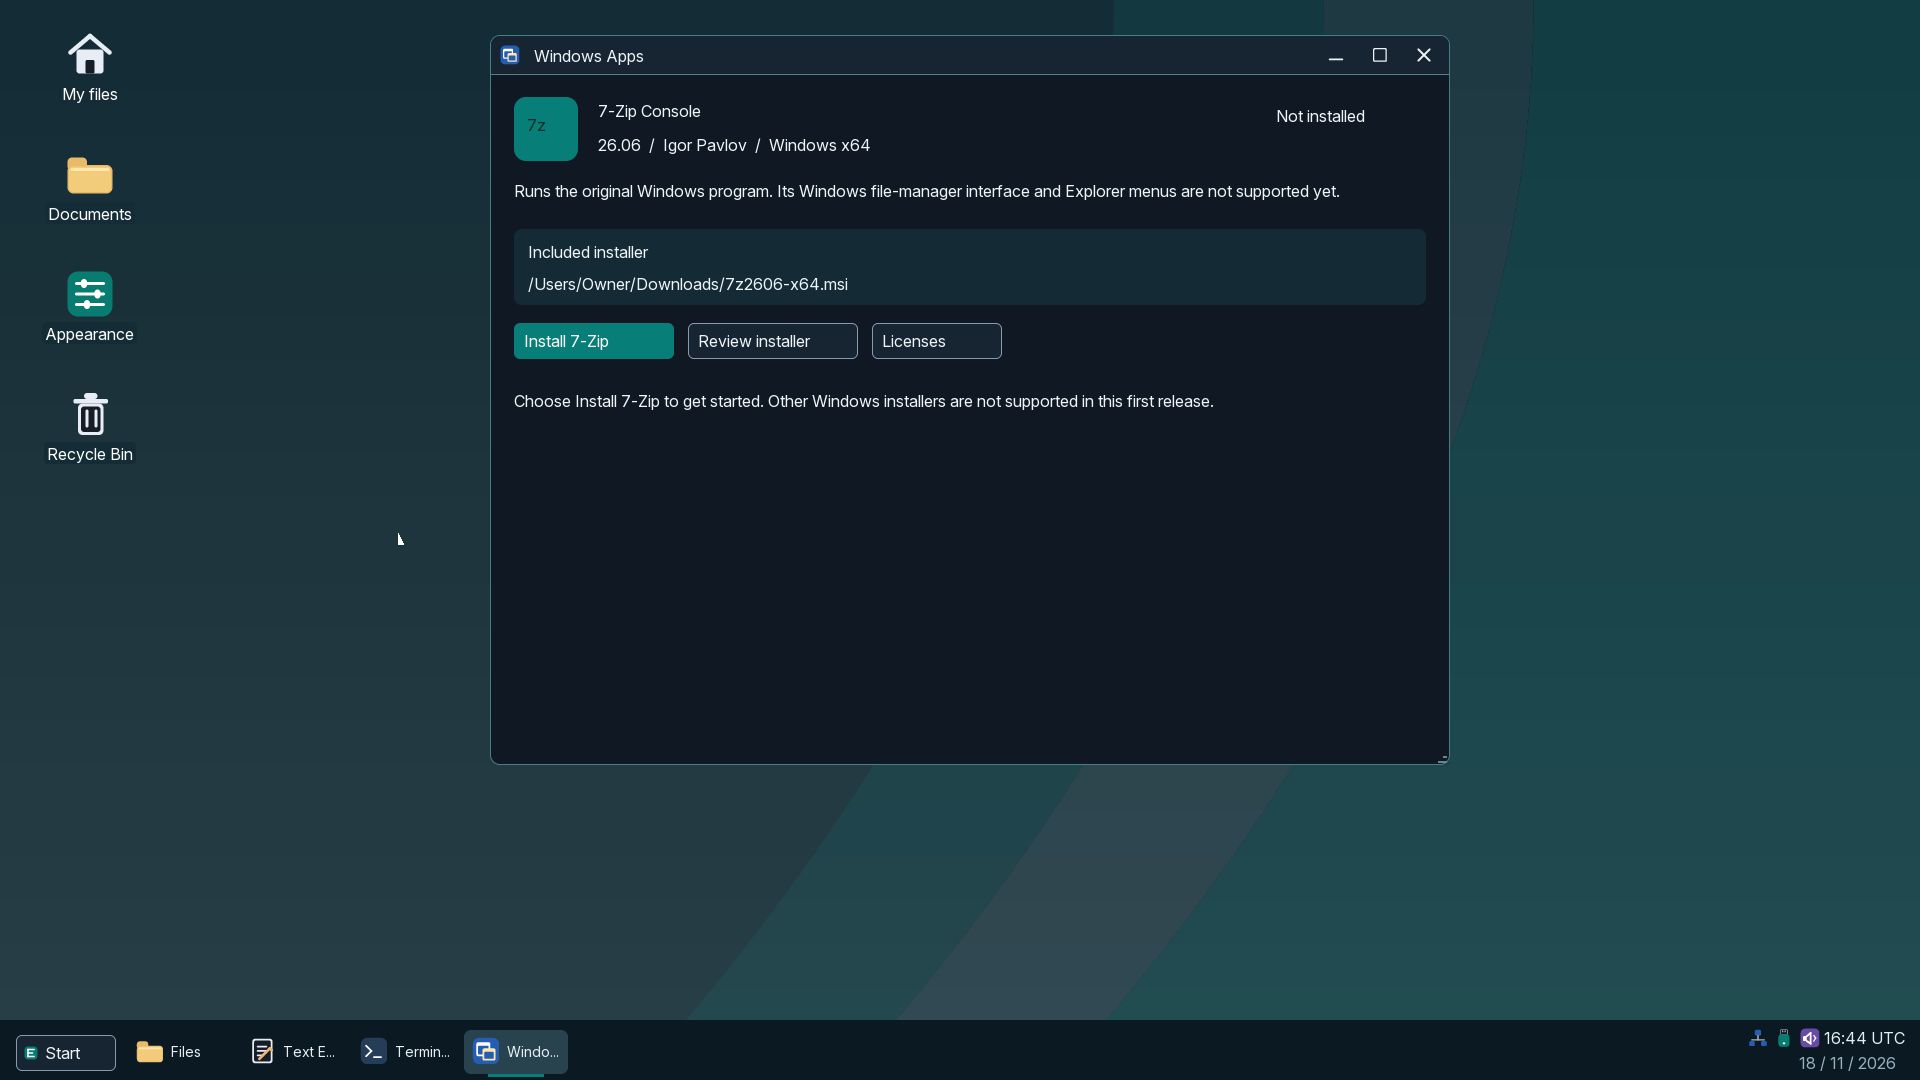 My files
Documents
Appearance
Recycle Bin
Windows Apps
7z
7-Zip Console
Not installed
26.06 / Igor Pavlov / Windows x64
Runs the original Windows program. Its Windows file-manager interface and Explorer menus are not supported yet.
Included installer
/Users/Owner/Downloads/7z2606-x64.msi
Install 7-Zip
Review installer
Licenses
Choose Install 7-Zip to get started. Other Windows installers are not supported in this first release.
Start
Files
Text E...
Termin...
Windo...
16:44 UTC
18 / 11 / 2026